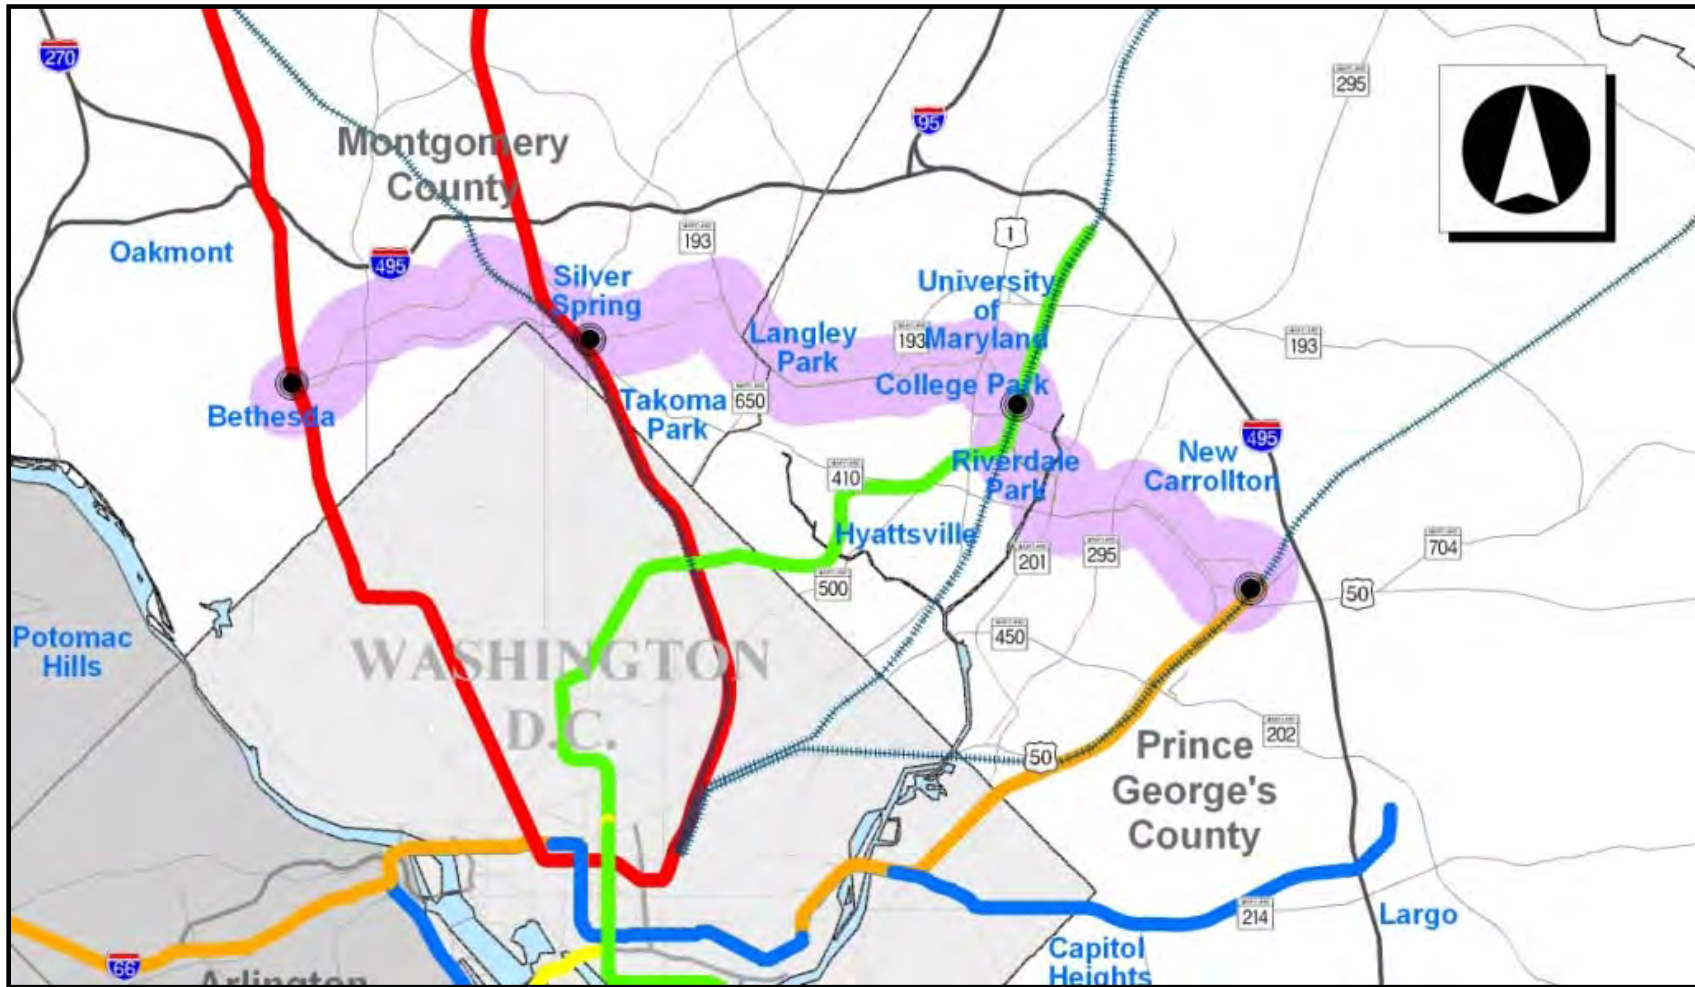 270
Montgomery
County
95
295
Oakmont
495
193
1
Silver
Spring
University
of
Maryland
193
Langley
Park
193
College Park
Bethesda
Takoma
Park
650
495
New
Carrollton
Riverdale
Park
410
Hyattsville
201
295
704
500
50
450
Potomac
Hills
WASHINGTON
D.C.
202
50
Prince
George's
County
214
Largo
Capitol
Heights
66
Arlington